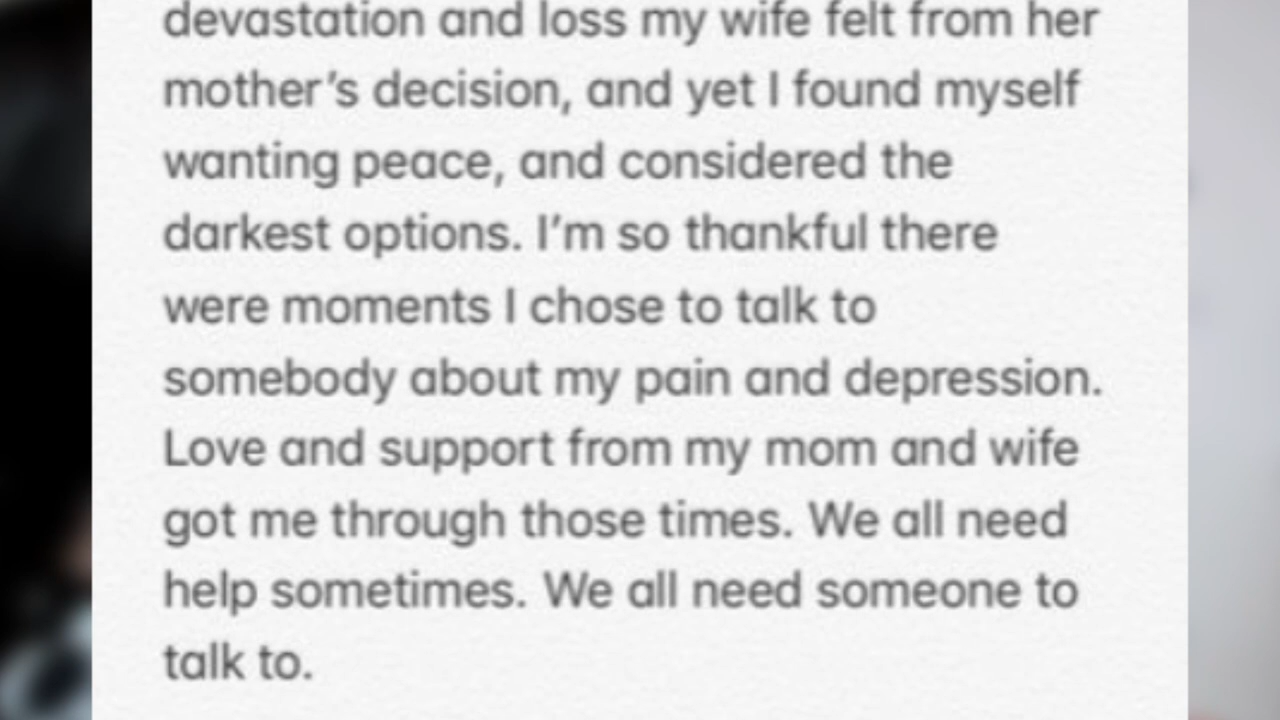 devastation and loss my wife felt from her
mother’s decision, and yet I found myself
wanting peace, and considered the
darkest options. I’m so thankful there
were moments I chose to talk to
somebody about my pain and depression.
Love and support from my mom and wife
got me through those times. We all need
help sometimes. We all need someone to
talk to.